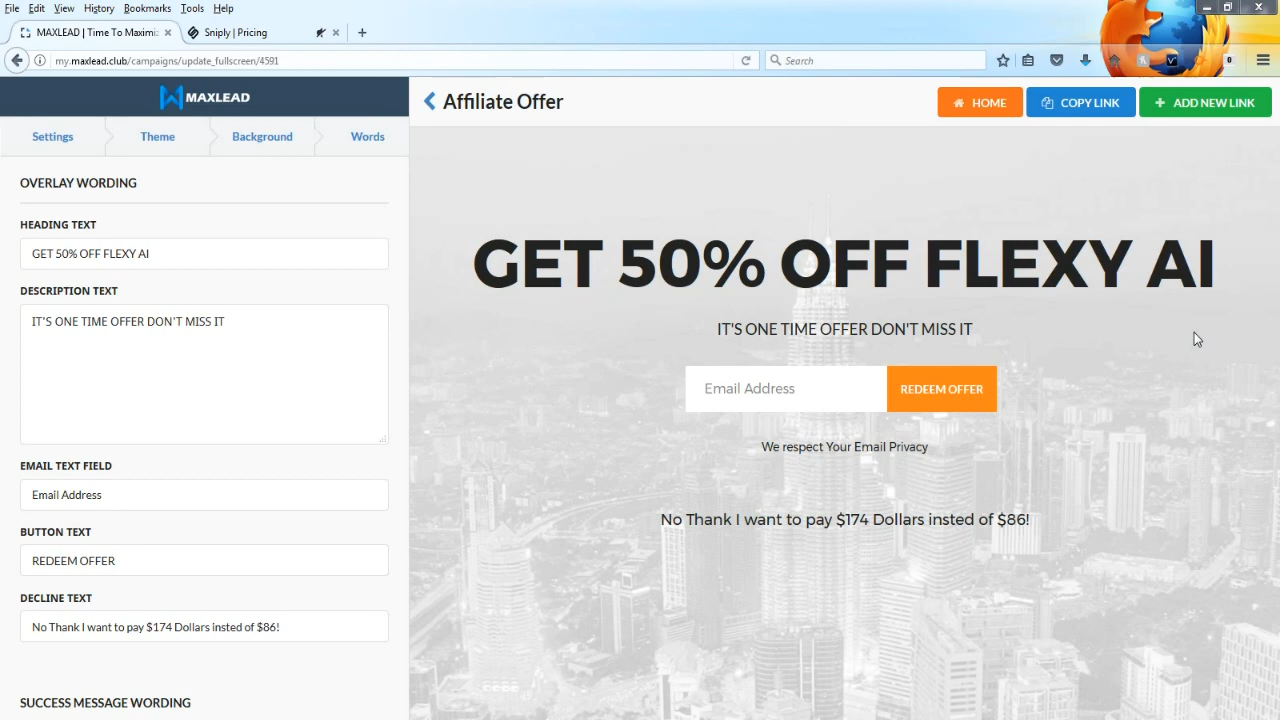 File Edit View History Bookmarks Tools Help
MAXLEAD | Time To Maximiz
Sniply | Pricing
my.maxlead.club/campaigns/update_fullscreen/4591
Search
0
MAXLEAD
Affiliate Offer
HOME
COPY LINK
ADD NEW LINK
Settings
Theme
Background
Words
OVERLAY WORDING
HEADING TEXT
GET 50% OFF FLEXY AI
DESCRIPTION TEXT
IT'S ONE TIME OFFER DON'T MISS IT
EMAIL TEXT FIELD
Email Address
BUTTON TEXT
REDEEM OFFER
DECLINE TEXT
No Thank I want to pay $174 Dollars insted of $86!
SUCCESS MESSAGE WORDING
GET 50% OFF FLEXY AI
IT'S ONE TIME OFFER DON'T MISS IT
Email Address
REDEEM OFFER
We respect Your Email Privacy
No Thank I want to pay $174 Dollars insted of $86!